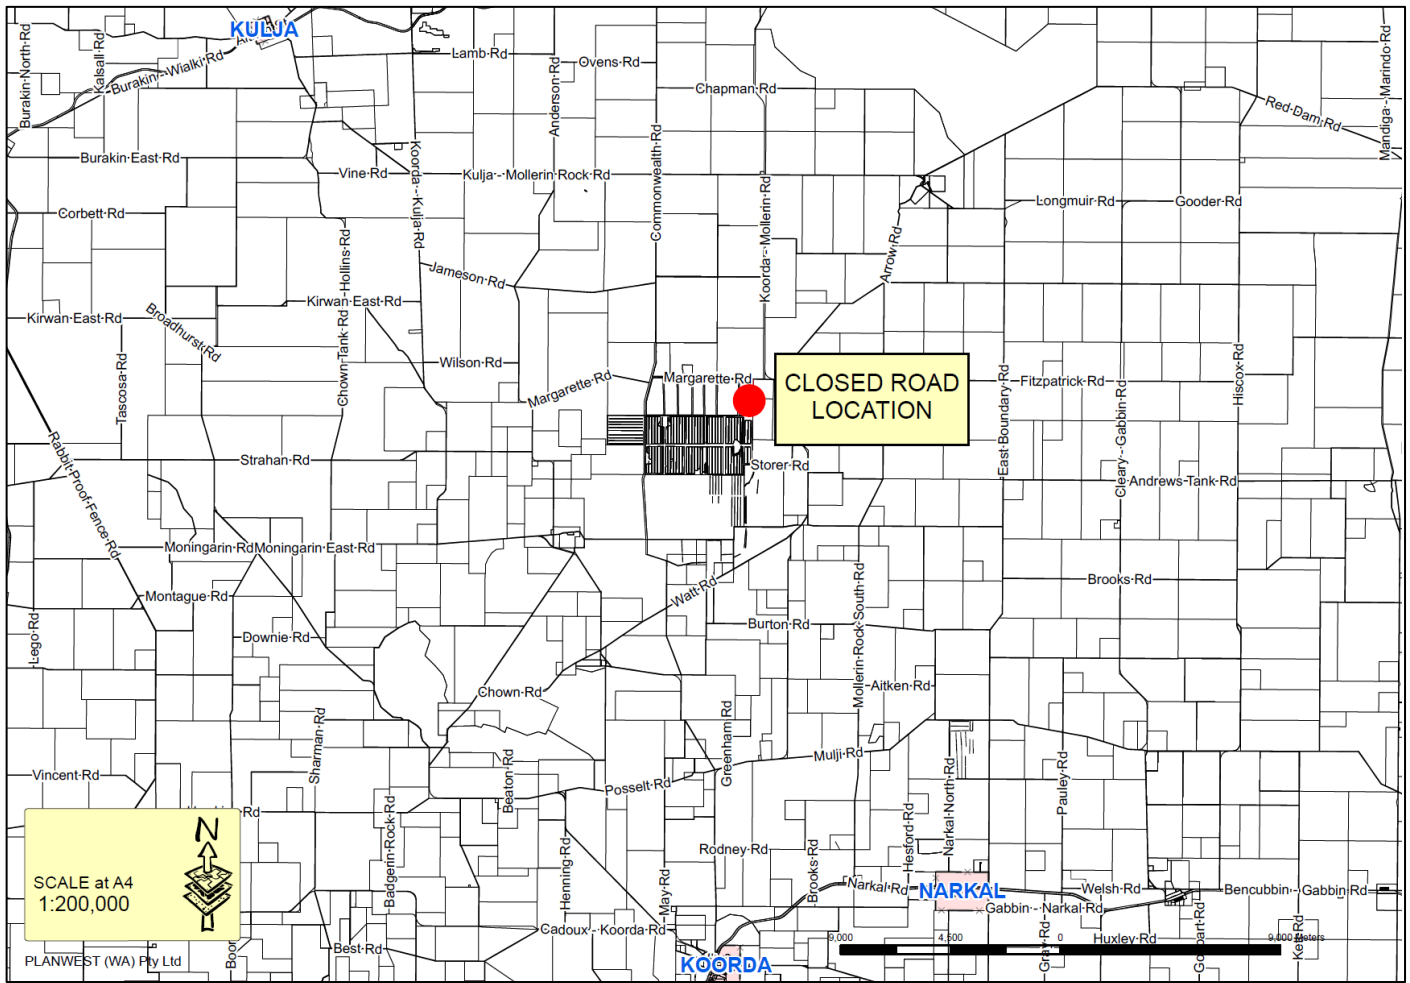 KULJA
Burakin North Rd
Kalsall Rd
Burakin - Wialki Rd
Lamb Rd
Ovens Rd
Anderson Rd
Chapman Rd
Red Dam Rd
Mandiga - Marindo Rd
Burakin East Rd
Vine Rd
Koorda - Kulja Rd
Kulja - Mollerin Rock Rd
Commonwealth Rd
Koorda - Mollerin Rd
Longmuir Rd
Gooder Rd
Corbett Rd
Chown Tank Rd
Hollins Rd
Jameson Rd
Arrow Rd
Kirwan East Rd
Kirwan East Rd
Broadhurst Rd
Tascosa Rd
Wilson Rd
Margarette Rd
Margarette Rd
CLOSED ROAD
LOCATION
Fitzpatrick Rd
Hiscox Rd
East Boundary Rd
Cleary - Gabbin Rd
Rabbit Proof Fence Rd
Strahan Rd
Storer Rd
Andrews Tank Rd
Moningarin Rd
Moningarin East Rd
Montague Rd
Watt Rd
Brooks Rd
Mollerin Rock South Rd
Lego Rd
Downie Rd
Burton Rd
Chown Rd
Aitken Rd
Sharman Rd
Greenham Rd
Mulji Rd
Vincent Rd
Beaton Rd
Posselt Rd
Narkal North Rd
Pauley Rd
Rd
Badgerin Rock Rd
Henning Rd
Rodney Rd
May Rd
Brooks Rd
Hesford Rd
N
SCALE at A4
1:200,000
Narkal Rd
NARKAL
Welsh Rd
Bencubbin - Gabbin Rd
Gabbin - Narkal Rd
Cadoux - Koorda Rd
Best Rd
Huxley Rd
Gray Rd
Kett Rd
9,000
4,500
0
9,000 Meters
PLANWEST (WA) Pty Ltd
KOORDA